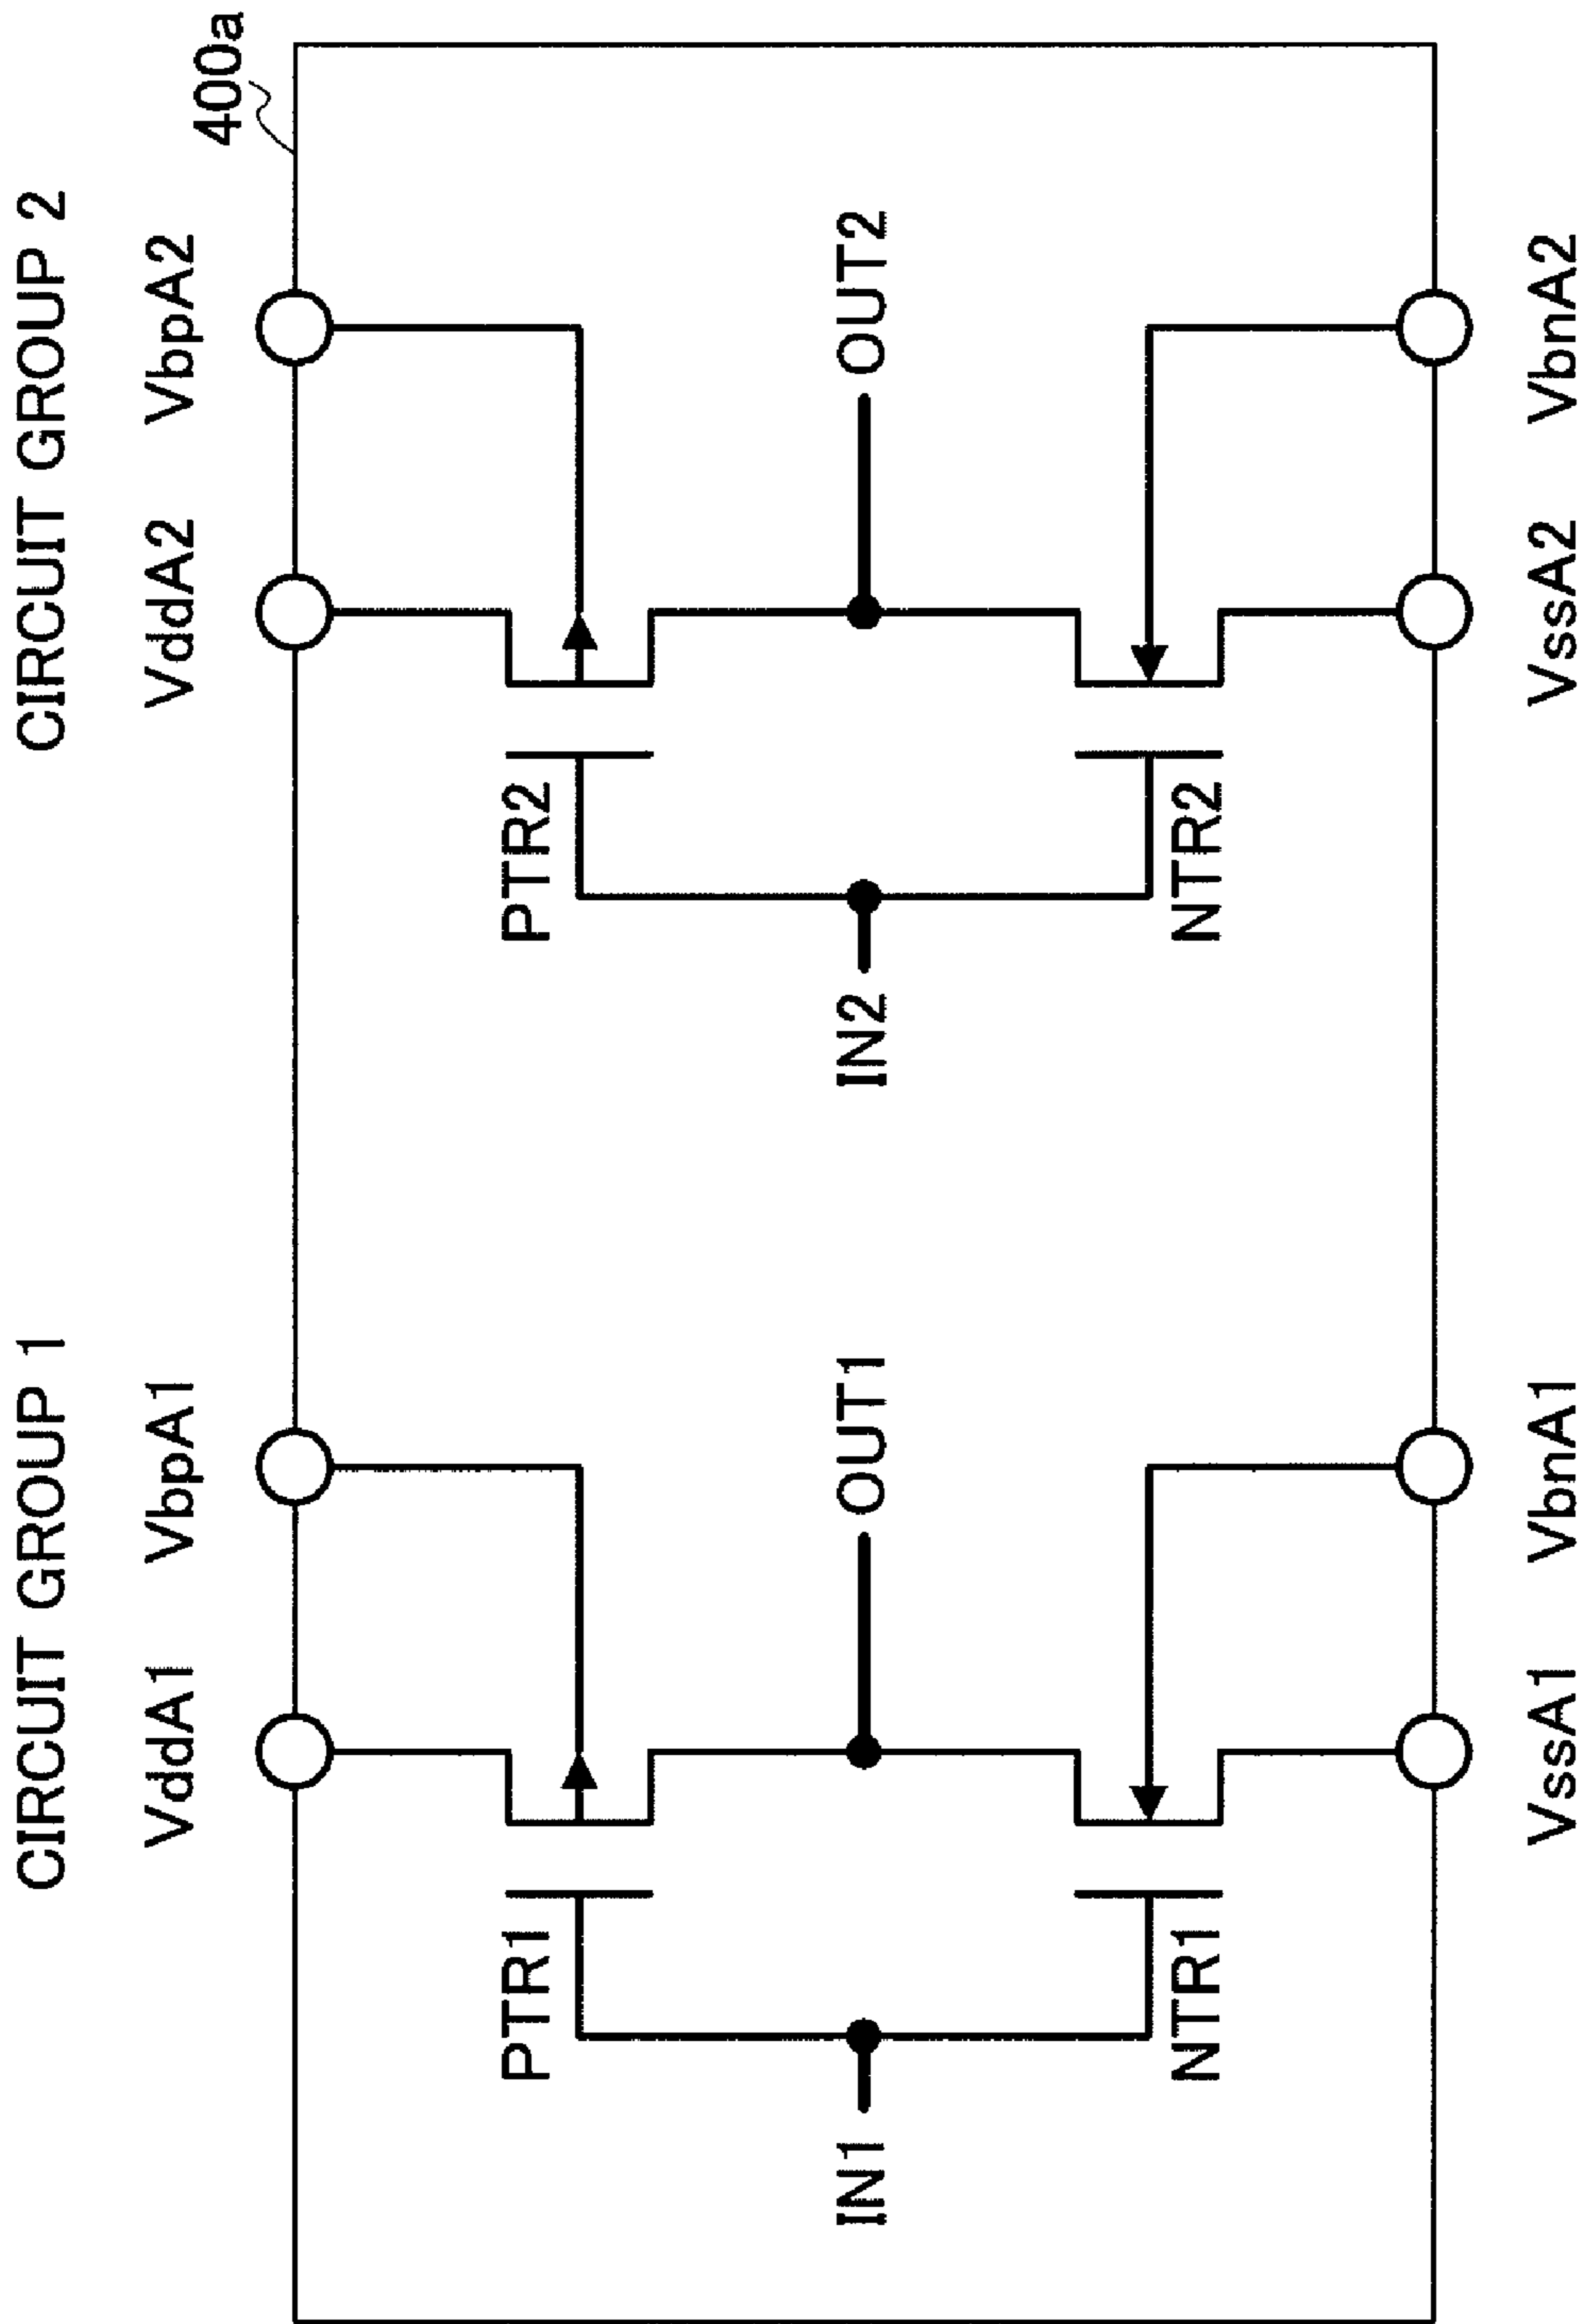 CIRCUIT GROUP 1
CIRCUIT GROUP 2
VddA1
VbpA1
VddA2
VbpA2
400a
PTR1
PTR2
IN1
OUT1
IN2
OUT2
NTR1
NTR2
VssA1
VbnA1
VssA2
VbnA2